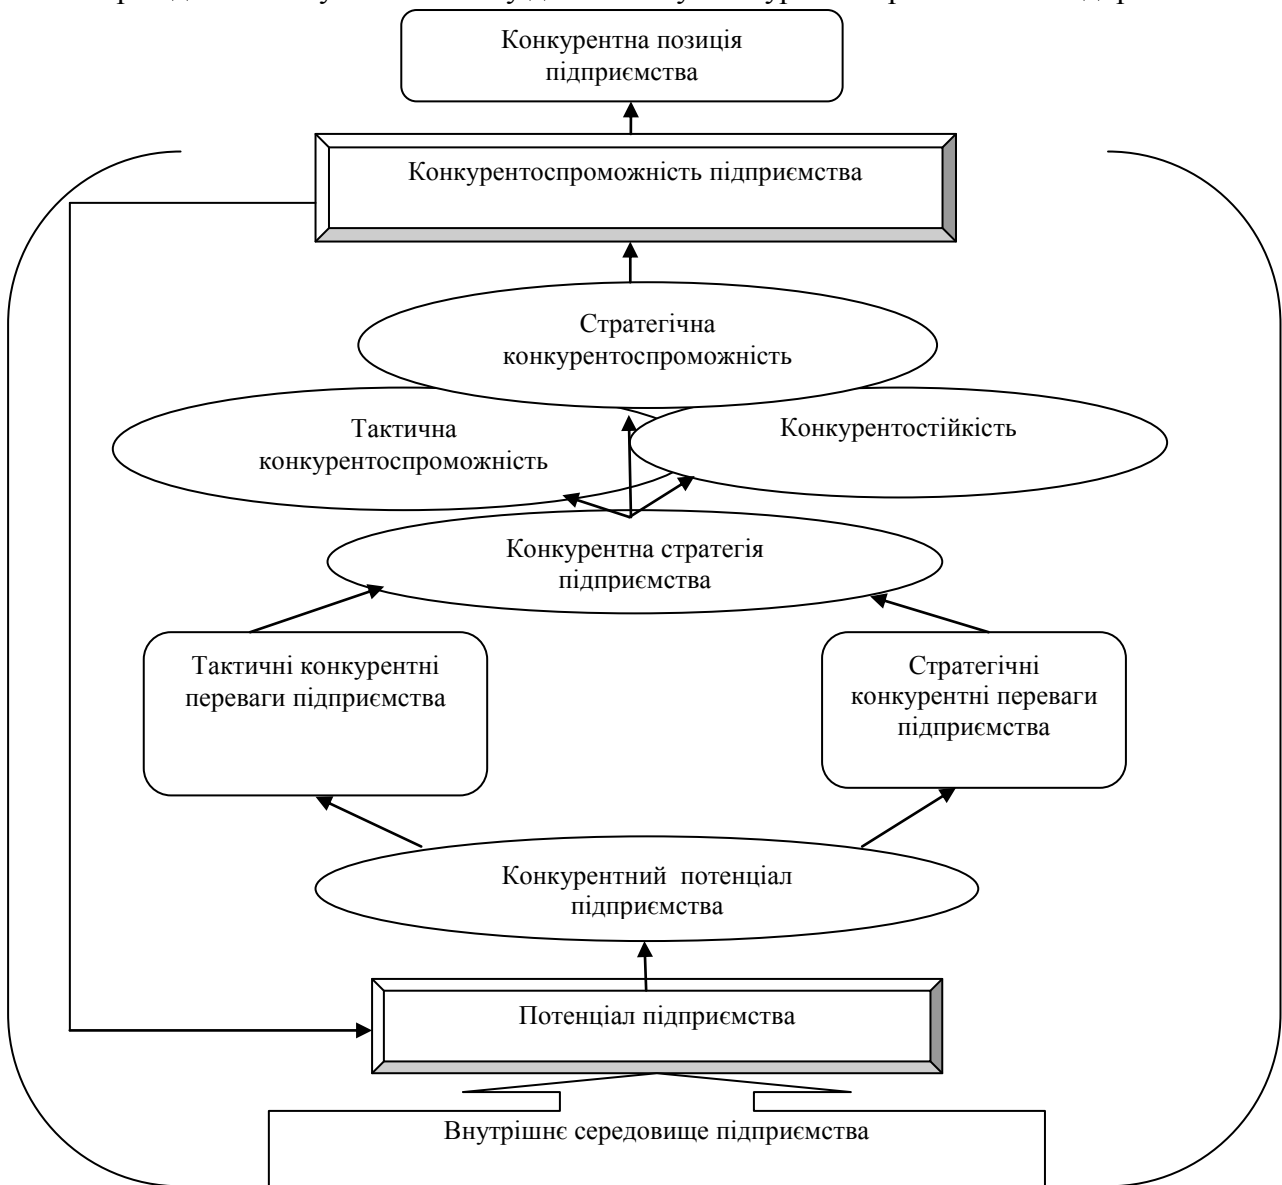 Конкурентна позиція
підприємства
Конкурентоспроможність підприємства
Стратегічна
конкурентоспроможність
Тактична
конкурентоспроможність
Конкурентостійкість
Конкурентна стратегія
підприємства
Тактичні конкурентні
переваги підприємства
Стратегічні
конкурентні переваги
підприємства
Конкурентний потенціал
підприємства
Потенціал підприємства
Внутрішнє середовище підприємства